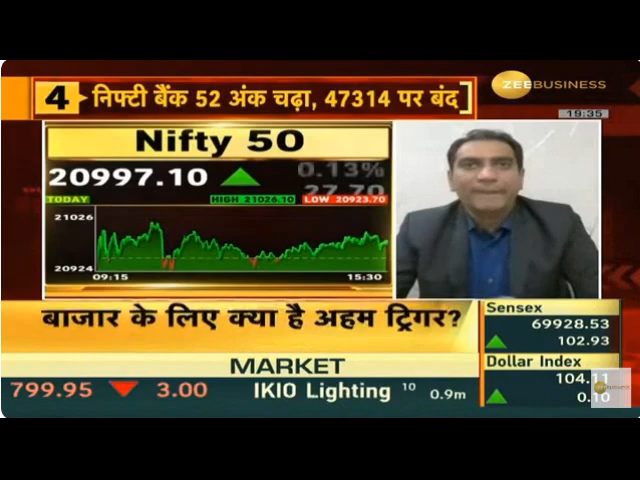 4 निफ्टी बैंक 52 अंक चढ़ा, 47314 पर बंद
ZEEBUSINESS
19:35
Nifty 50
20997.10
0.13%
27.70
TODAY
HIGH 21026.10
LOW 20923.70
21026
20924
09:15
15:30
बाजार के लिए क्या है अहम ट्रिगर?
Sensex
69928.53
102.93
MARKET
Dollar Index
104.11
0.10
799.95 3.00 IKIO Lighting 10 0.9m